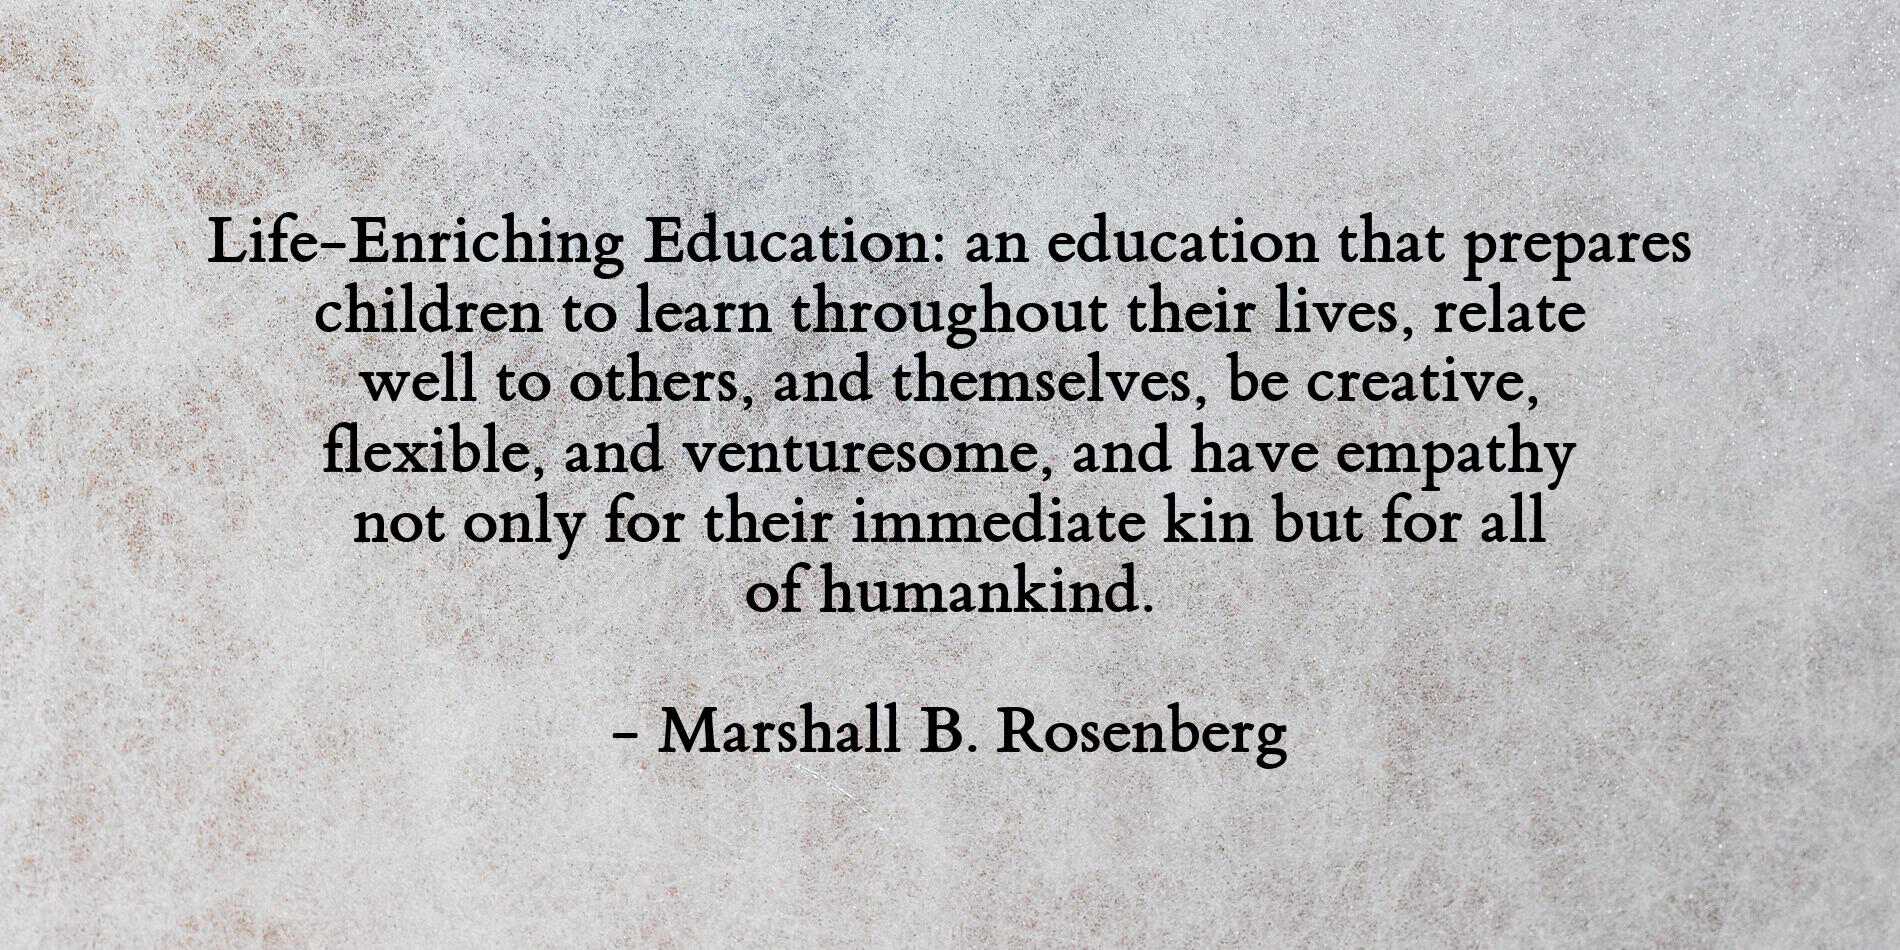 Life-Enriching Education: an education that prepares
children to learn throughout their lives, relate
well to others, and themselves, be creative,
flexible, and venturesome, and have empathy
not only for their immediate kin but for all
of humankind.
- Marshall B. Rosenberg